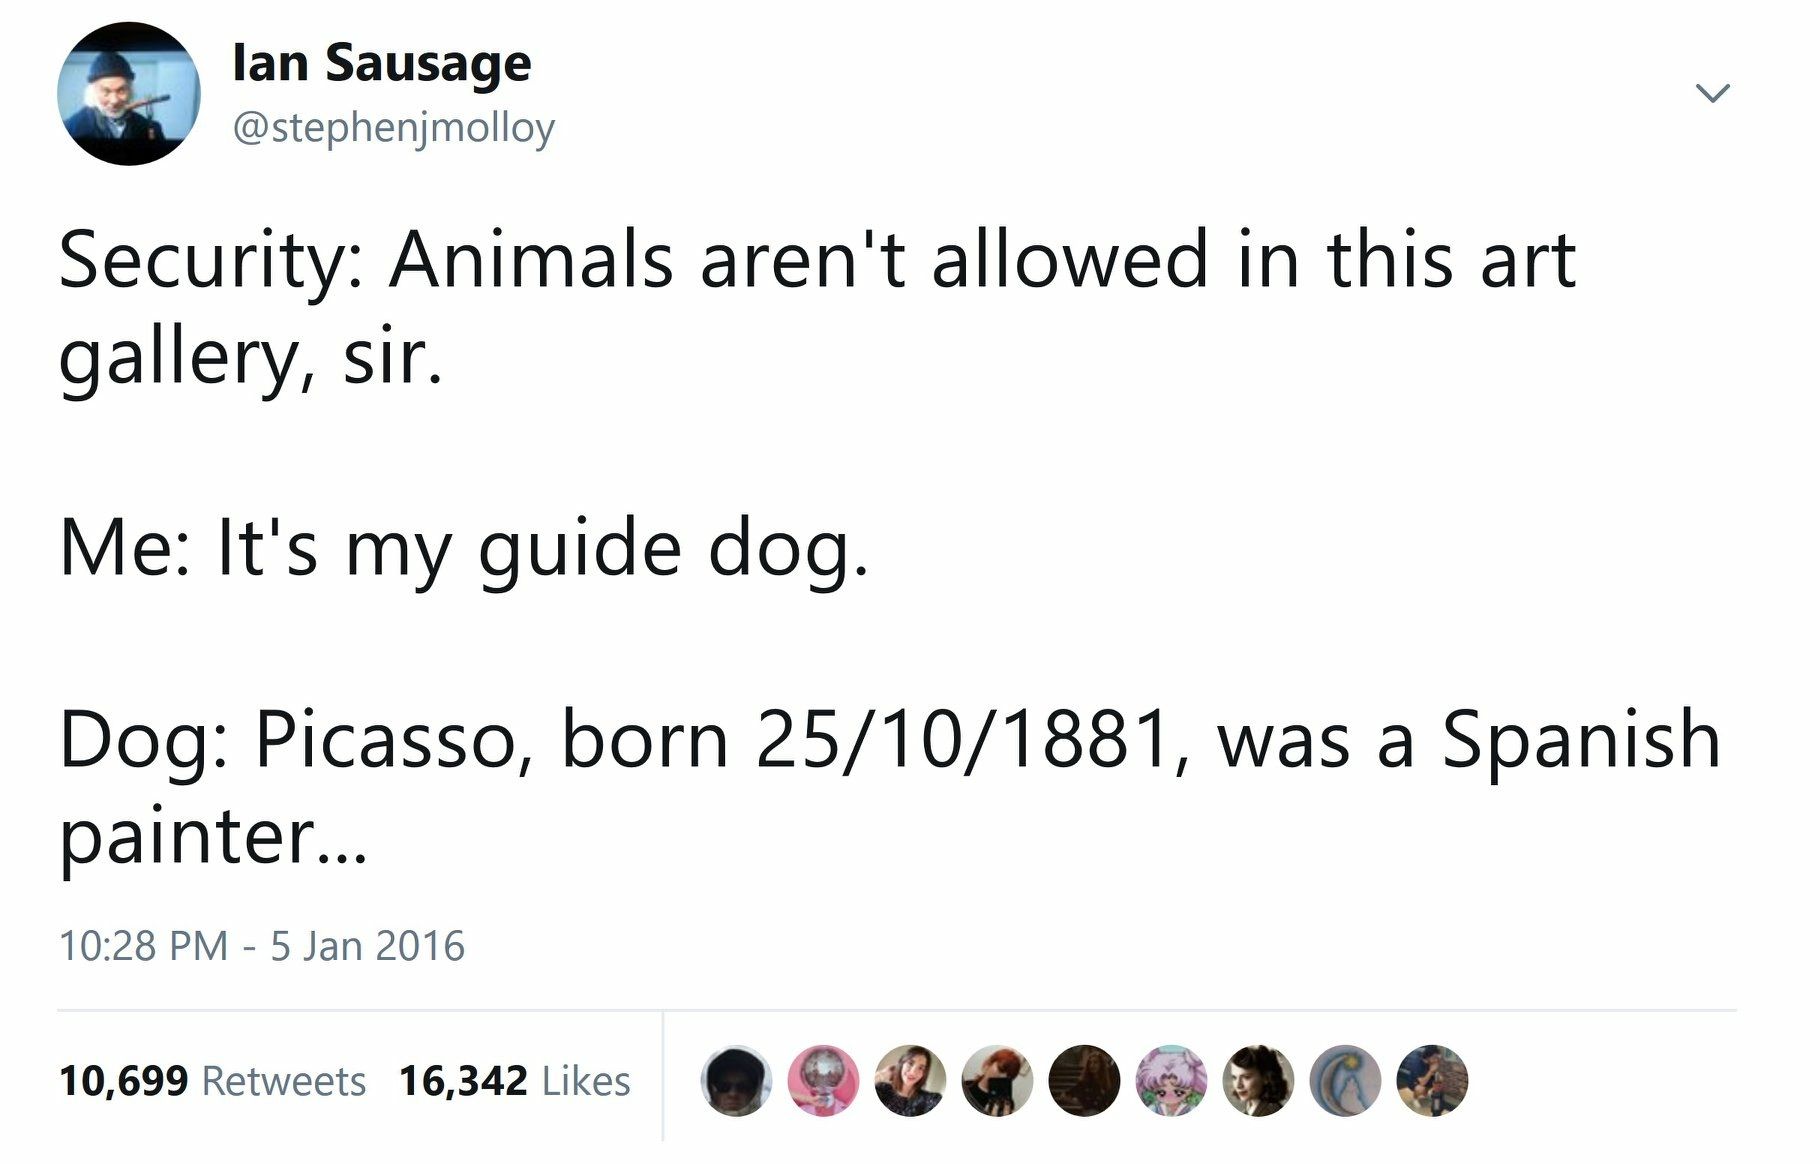 Ian Sausage
@stephenjmolloy
Security: Animals aren't allowed in this art
gallery, sir.
Me: It's my guide dog.
Dog: Picasso, born 25/10/1881, was a Spanish
painter...
10:28 PM - 5 Jan 2016
10,699 Retweets 16,342 Likes